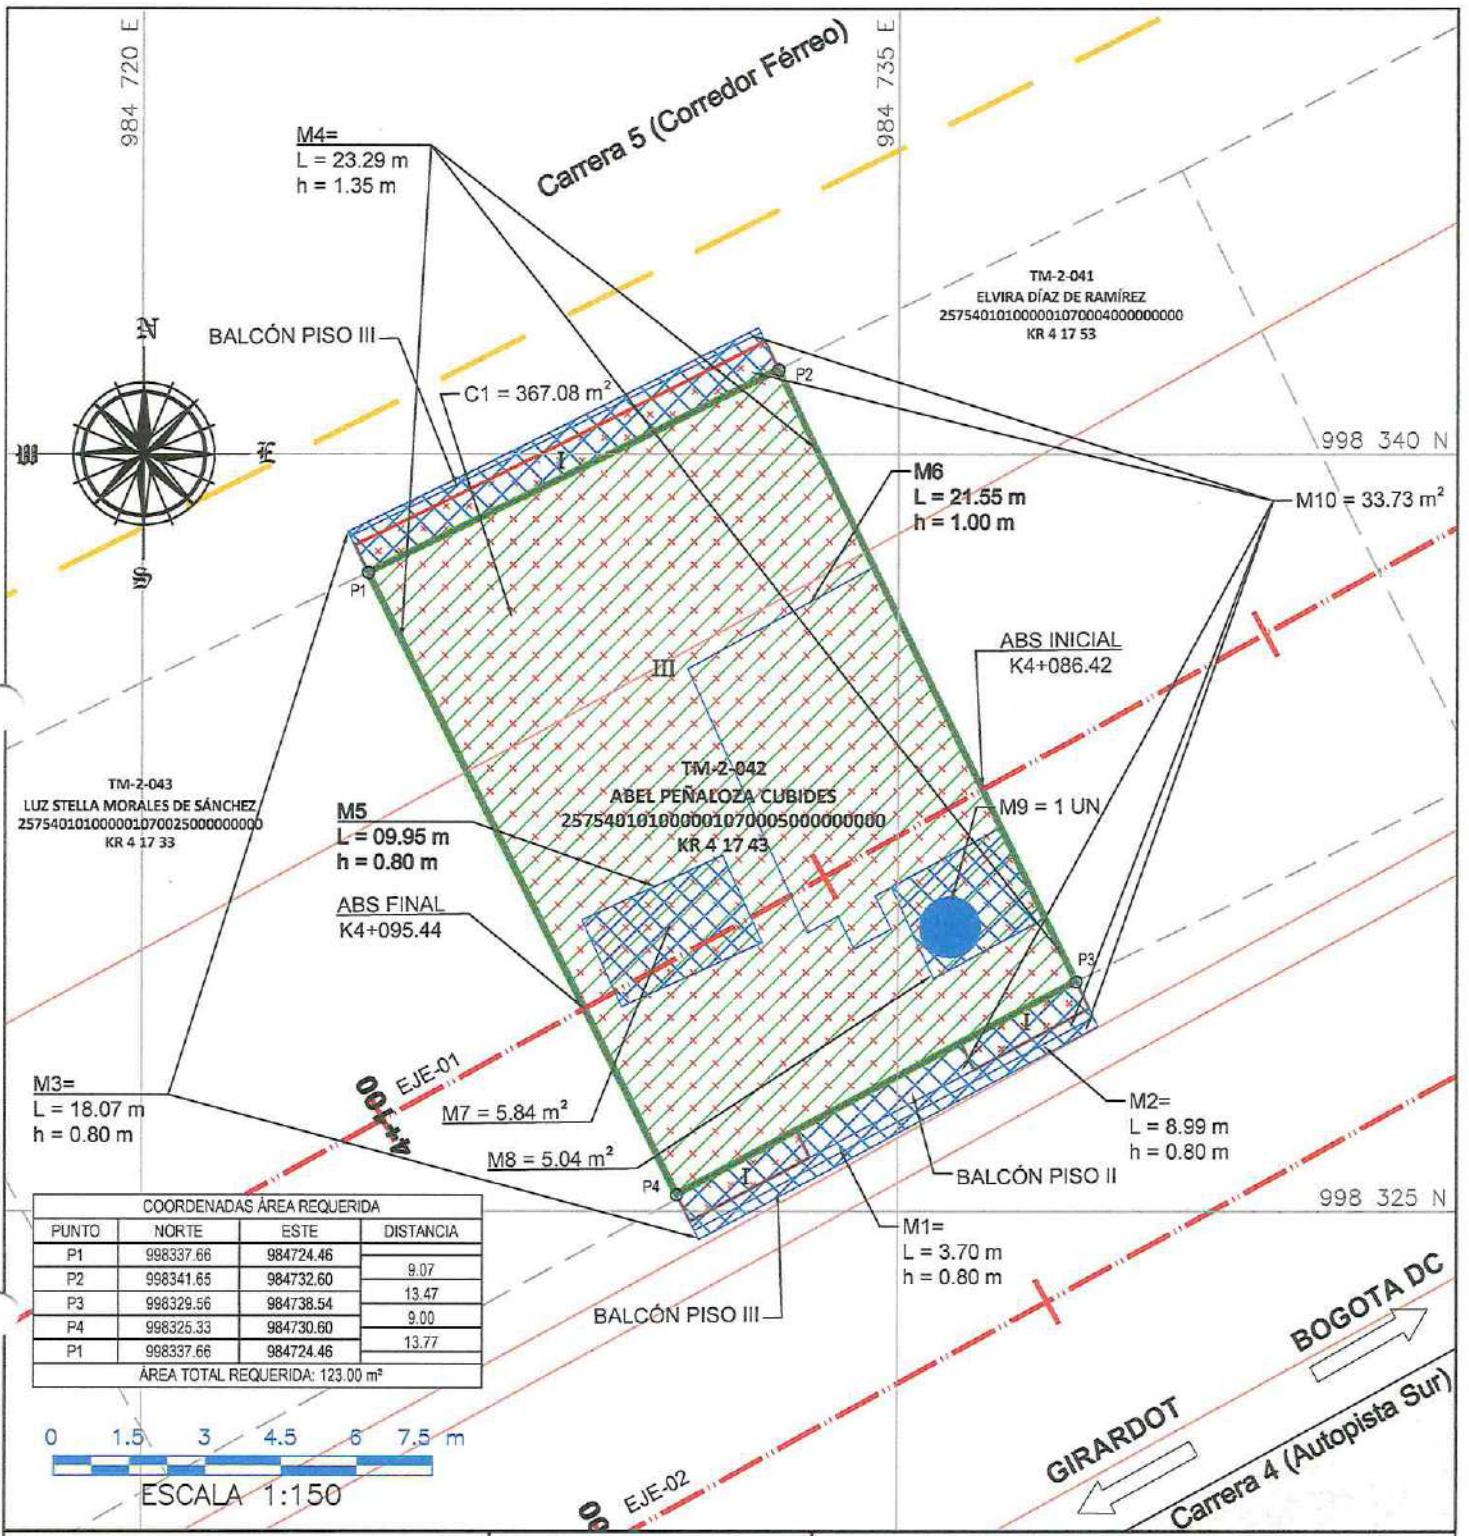 984 720 E
984 735 E
Carrera 5 (Corredor Férreo)
M4=
L = 23.29 m
h = 1.35 m
TM-2-041
ELVIRA DÍAZ DE RAMÍREZ
257540101000001070004000000000
KR 4 17 53
N
W
E
S
BALCÓN PISO III
C1 = 367.08 m²
P2
998 340 N
I
M6
L = 21.55 m
h = 1.00 m
M10 = 33.73 m²
P1
III
ABS INICIAL
K4+086.42
TM-2-043
LUZ STELLA MORALES DE SÁNCHEZ
257540101000001070025000000000
KR 4 17 33
TM-2-042
ABEL PEÑALOZA CUBIDES
257540101000001070005000000000
KR 4 17 43
M5
L = 09.95 m
h = 0.80 m
M9 = 1 UN
ABS FINAL
K4+095.44
P3
I
M3=
L = 18.07 m
h = 0.80 m
EJE-01
4+100
M7 = 5.84 m²
M8 = 5.04 m²
M2=
L = 8.99 m
h = 0.80 m
BALCÓN PISO II
P4
I
998 325 N
M1=
L = 3.70 m
h = 0.80 m
BALCÓN PISO III
COORDENADAS ÁREA REQUERIDA
PUNTO NORTE ESTE DISTANCIA
P1 998337.66 984724.46
9.07
P2 998341.65 984732.60
13.47
P3 998329.56 984738.54
9.00
P4 998325.33 984730.60
13.77
P1 998337.66 984724.46
ÁREA TOTAL REQUERIDA: 123.00 m²
0 1.5 3 4.5 6 7.5 m
ESCALA 1:150
EJE-02
00
BOGOTA DC
GIRARDOT
Carrera 4 (Autopista Sur)